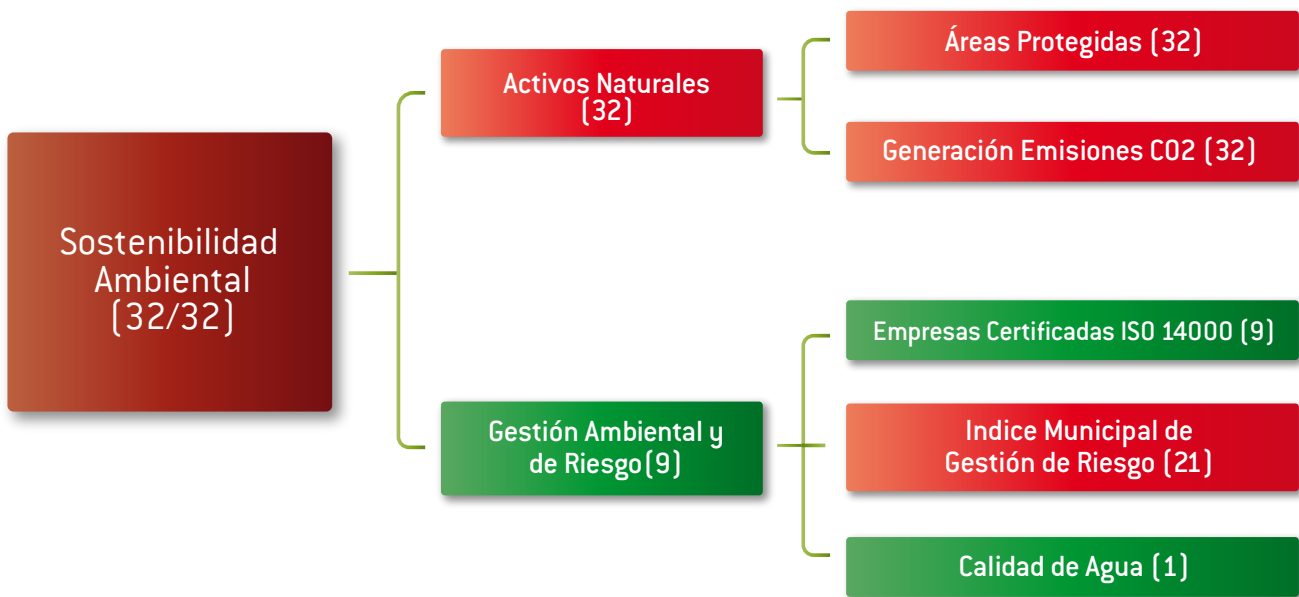 Sostenibilidad
Ambiental
(32/32)
Activos Naturales
(32)
Áreas Protegidas (32)
Generación Emisiones CO2 (32)
Gestión Ambiental y
de Riesgo(9)
Empresas Certificadas ISO 14000 (9)
Indice Municipal de
Gestión de Riesgo (21)
Calidad de Agua (1)